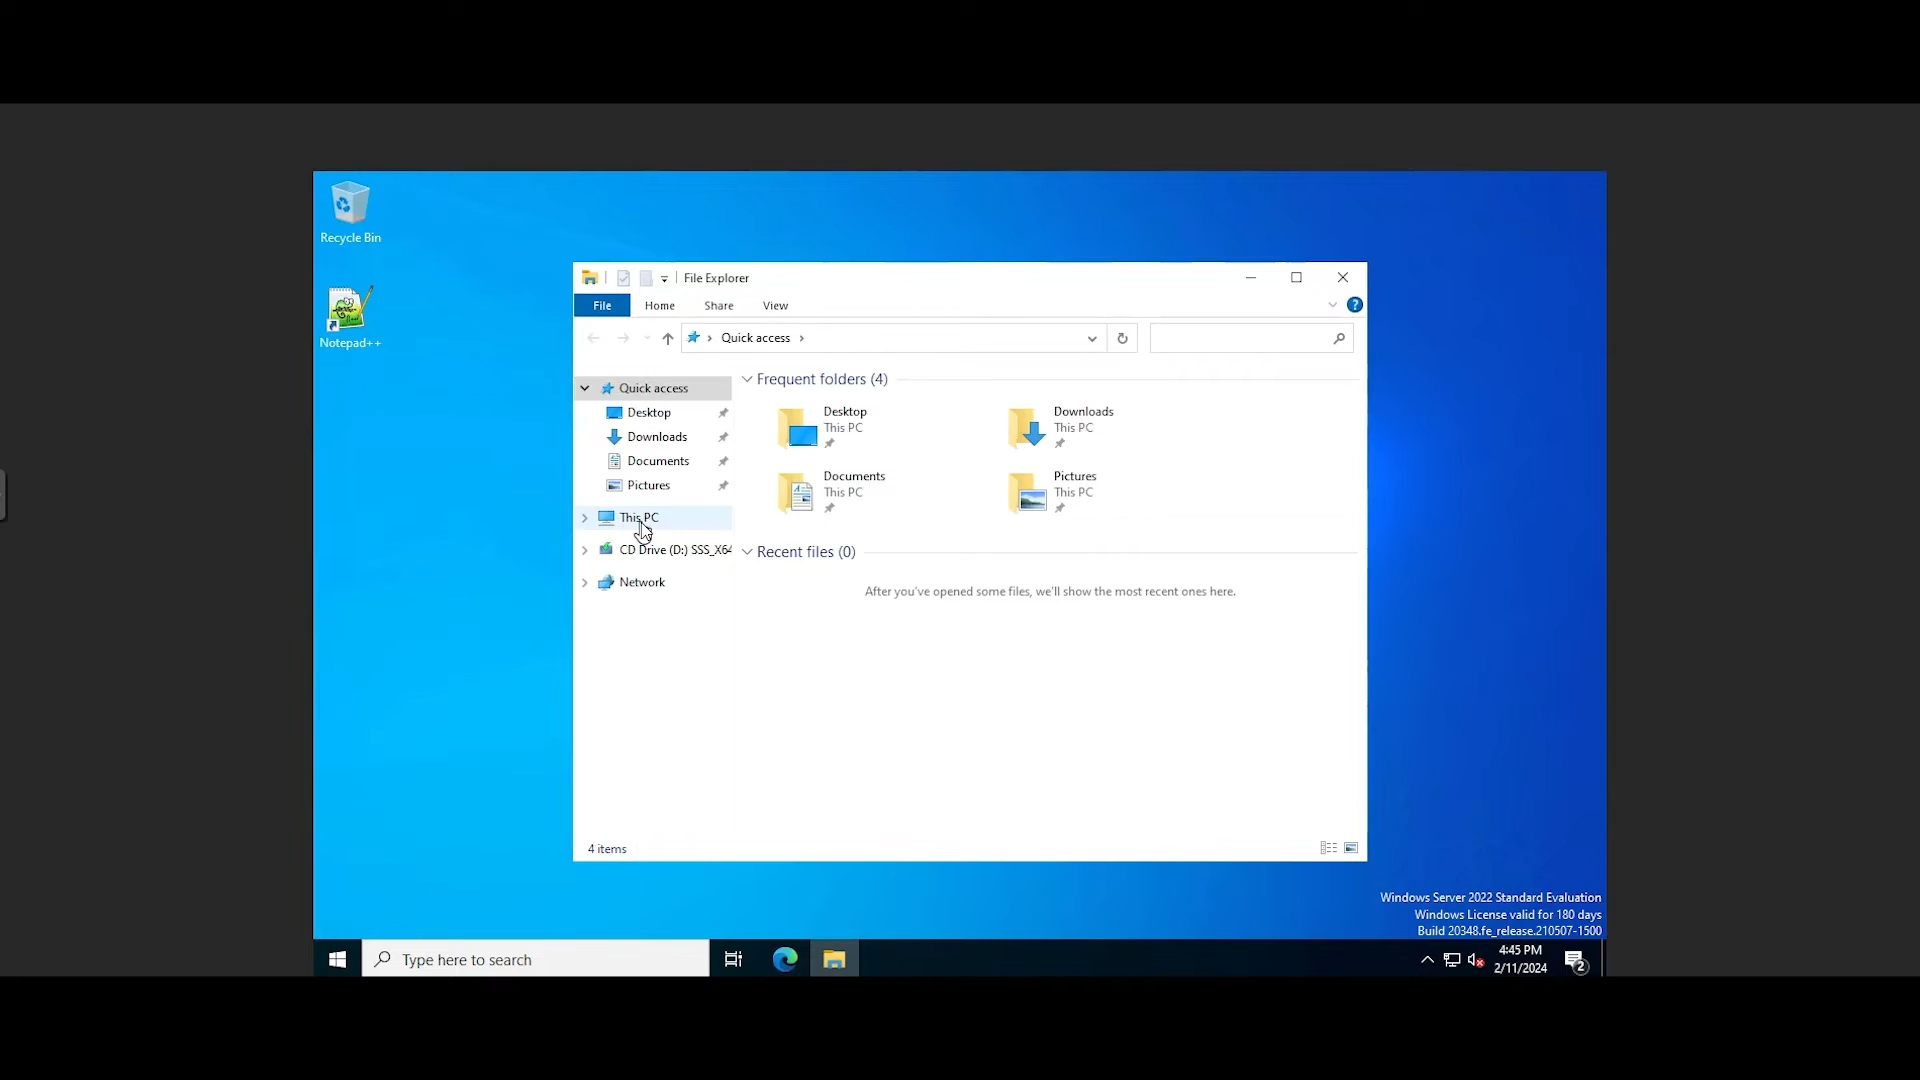 Recycle Bin
Notepad++
File Explorer
File
Home
Share
View
Quick access
Quick access
Desktop
Downloads
Documents
Pictures
This PC
CD Drive (D:) SSS_X64
Network
Frequent folders (4)
Desktop
This PC
Downloads
This PC
Documents
This PC
Pictures
This PC
Recent files (0)
After you've opened some files, we'll show the most recent ones here.
4 items
Windows Server 2022 Standard Evaluation
Windows License valid for 180 days
Build 20348.fe_release.210507-1500
Type here to search
4:45 PM
2/11/2024
2